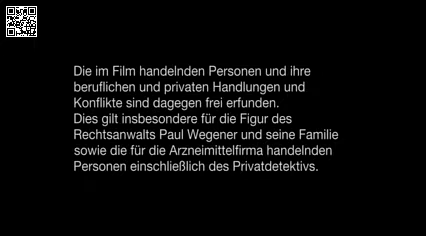 Die im Film handelnden Personen und ihre
beruflichen und privaten Handlungen und
Konflikte sind dagegen frei erfunden.
Dies gilt insbesondere für die Figur des
Rechtsanwalts Paul Wegener und seine Familie
sowie die für die Arzneimittelfirma handelnden
Personen einschließlich des Privatdetektivs.